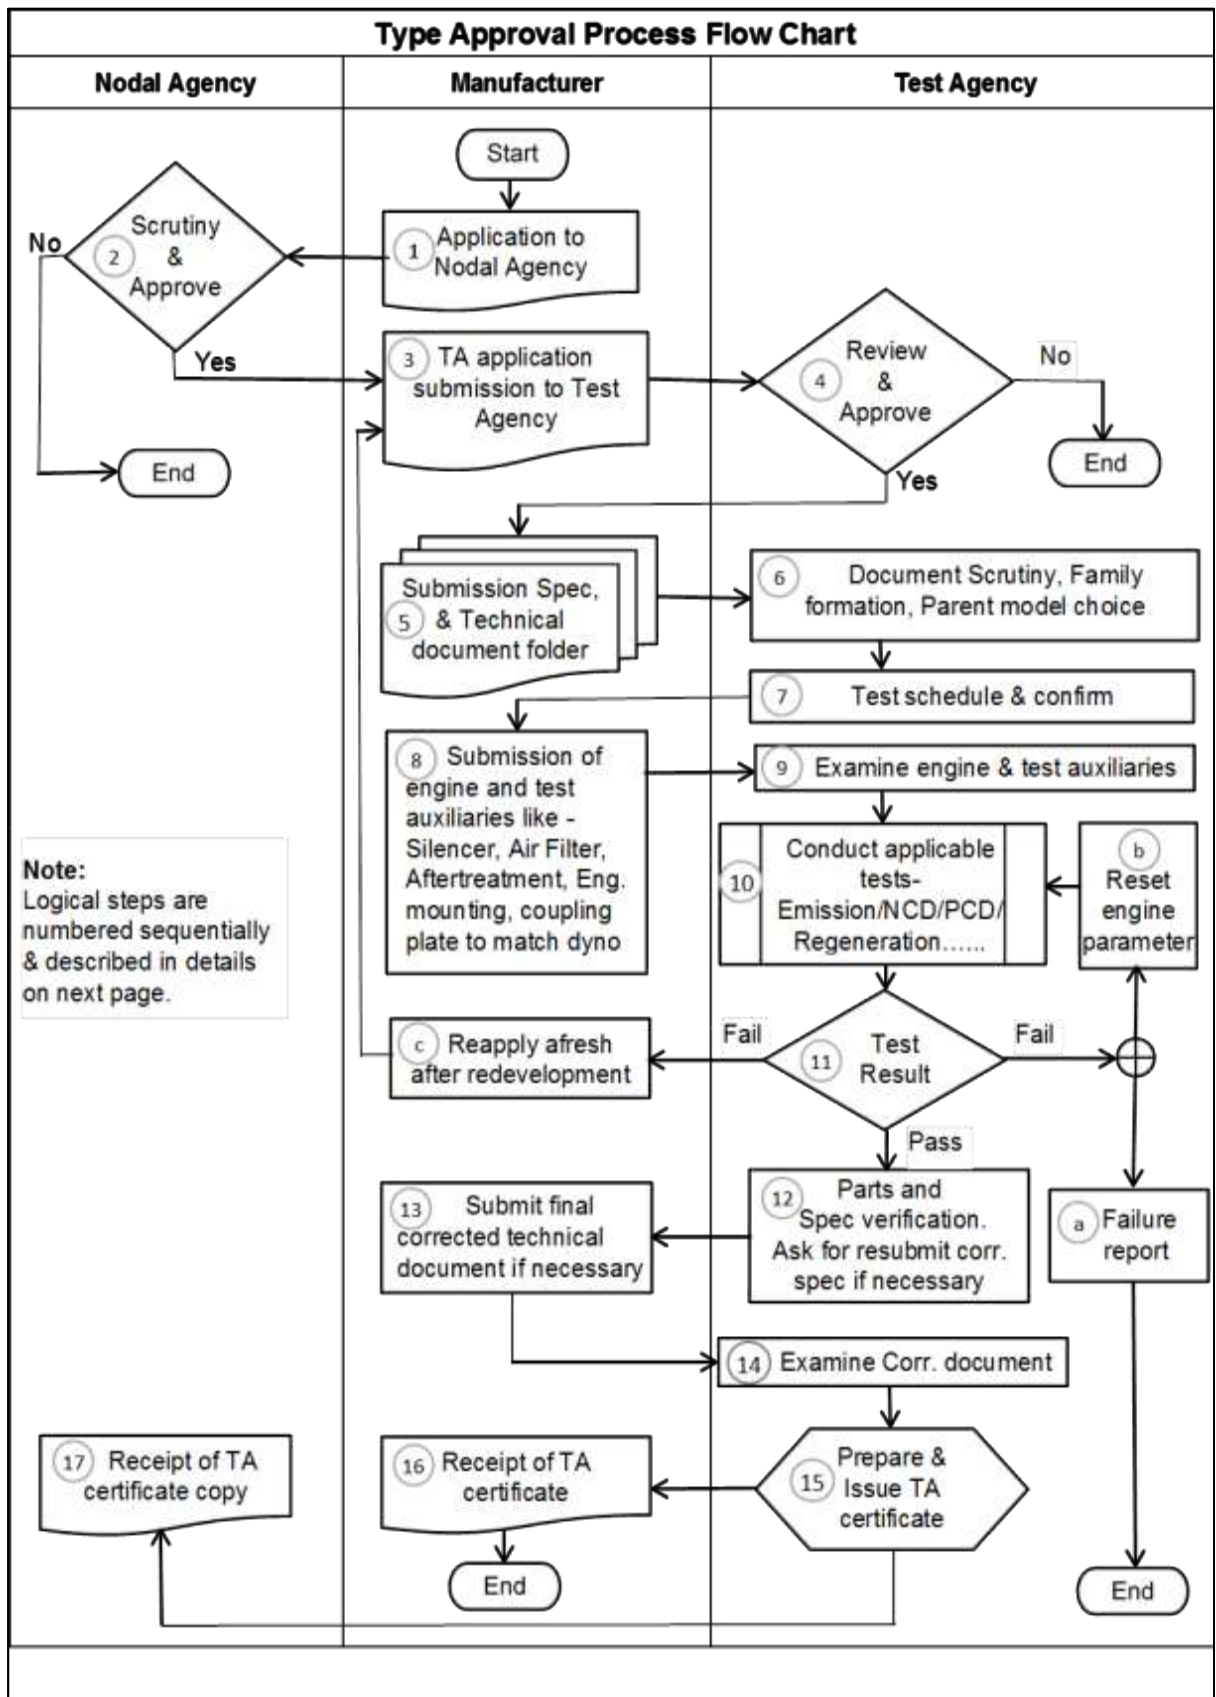 Type Approval Process Flow Chart
Nodal Agency
Manufacturer
Test Agency
Start
1
Application to
Nodal Agency
2
Scrutiny
&
Approve
No
Yes
End
3
TA application
submission to Test
Agency
4
Review
&
Approve
No
End
Yes
Submission Spec,
& Technical
5
document folder
6
Document Scrutiny, Family
formation, Parent model choice
7
Test schedule & confirm
8
Submission of
engine and test
auxiliaries like -
Silencer, Air Filter,
Aftertreatment, Eng.
mounting, coupling
plate to match dyno
9
Examine engine & test auxiliaries
10
Conduct applicable
tests-
Emission/NCD/PCD/
Regeneration......
b
Reset
engine
parameter
Note:
Logical steps are
numbered sequentially
& described in details
on next page.
c
Reapply afresh
after redevelopment
Fail
11
Test
Result
Fail
Pass
12
Parts and
Spec verification.
Ask for resubmit corr.
spec if necessary
a
Failure
report
13
Submit final
corrected technical
document if necessary
14
Examine Corr. document
15
Prepare &
Issue TA
certificate
16
Receipt of TA
certificate
17
Receipt of TA
certificate copy
End
End